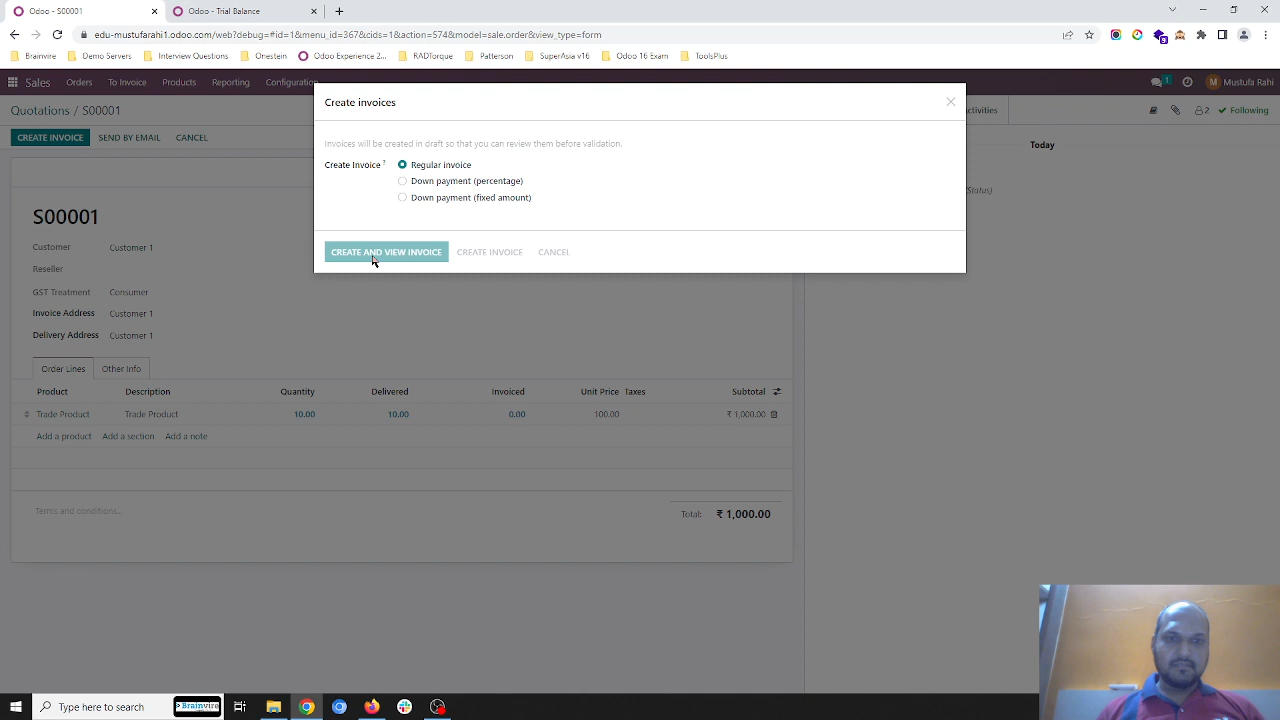 Odoo - S00001
Odoo - Trial Balance
edu-mustufarahi1.odoo.com/web?debug=#id=1&menu_id=367&cids=1&action=574&model=sale.order&view_type=form
Brainvire
Demo Servers
Interview Questions
Onestein
Odoo Experience 2...
RADTorque
Patterson
SuperAsia v16
Odoo 16 Exam
ToolsPlus
Sales
Orders
To Invoice
Products
Reporting
Configuration
1
Mustufa Rahi
Quotations / S00001
2
Following
CREATE INVOICE
SEND BY EMAIL
CANCEL
Create invoices
Invoices will be created in draft so that you can review them before validation.
Create Invoice ?
Regular invoice
Down payment (percentage)
Down payment (fixed amount)
CREATE AND VIEW INVOICE
CREATE INVOICE
CANCEL
Today
(Status)
S00001
Customer Customer 1
Reseller
GST Treatment Consumer
Invoice Address Customer 1
Delivery Address Customer 1
Order Lines
Other Info
Product Description Quantity Delivered Invoiced Unit Price Taxes Subtotal
Trade Product Trade Product 10.00 10.00 0.00 100.00 ₹ 1,000.00
Add a product Add a section Add a note
Terms and conditions...
Total: ₹ 1,000.00
Type here to search
>Brainvire